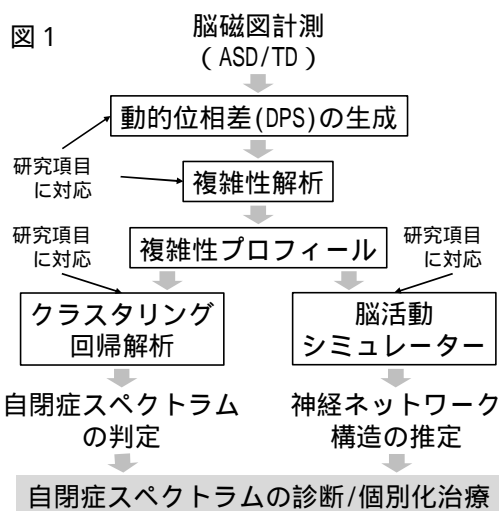 図1
脳磁図計測
(ASD/TD)
動的位相差(DPS)の生成
研究項目
に対応
複雑性解析
研究項目
に対応
複雑性プロフィール
研究項目
に対応
クラスタリング
回帰解析
脳活動
シミュレーター
自閉症スペクトラム
の判定
神経ネットワーク
構造の推定
自閉症スペクトラムの診断/個別化治療